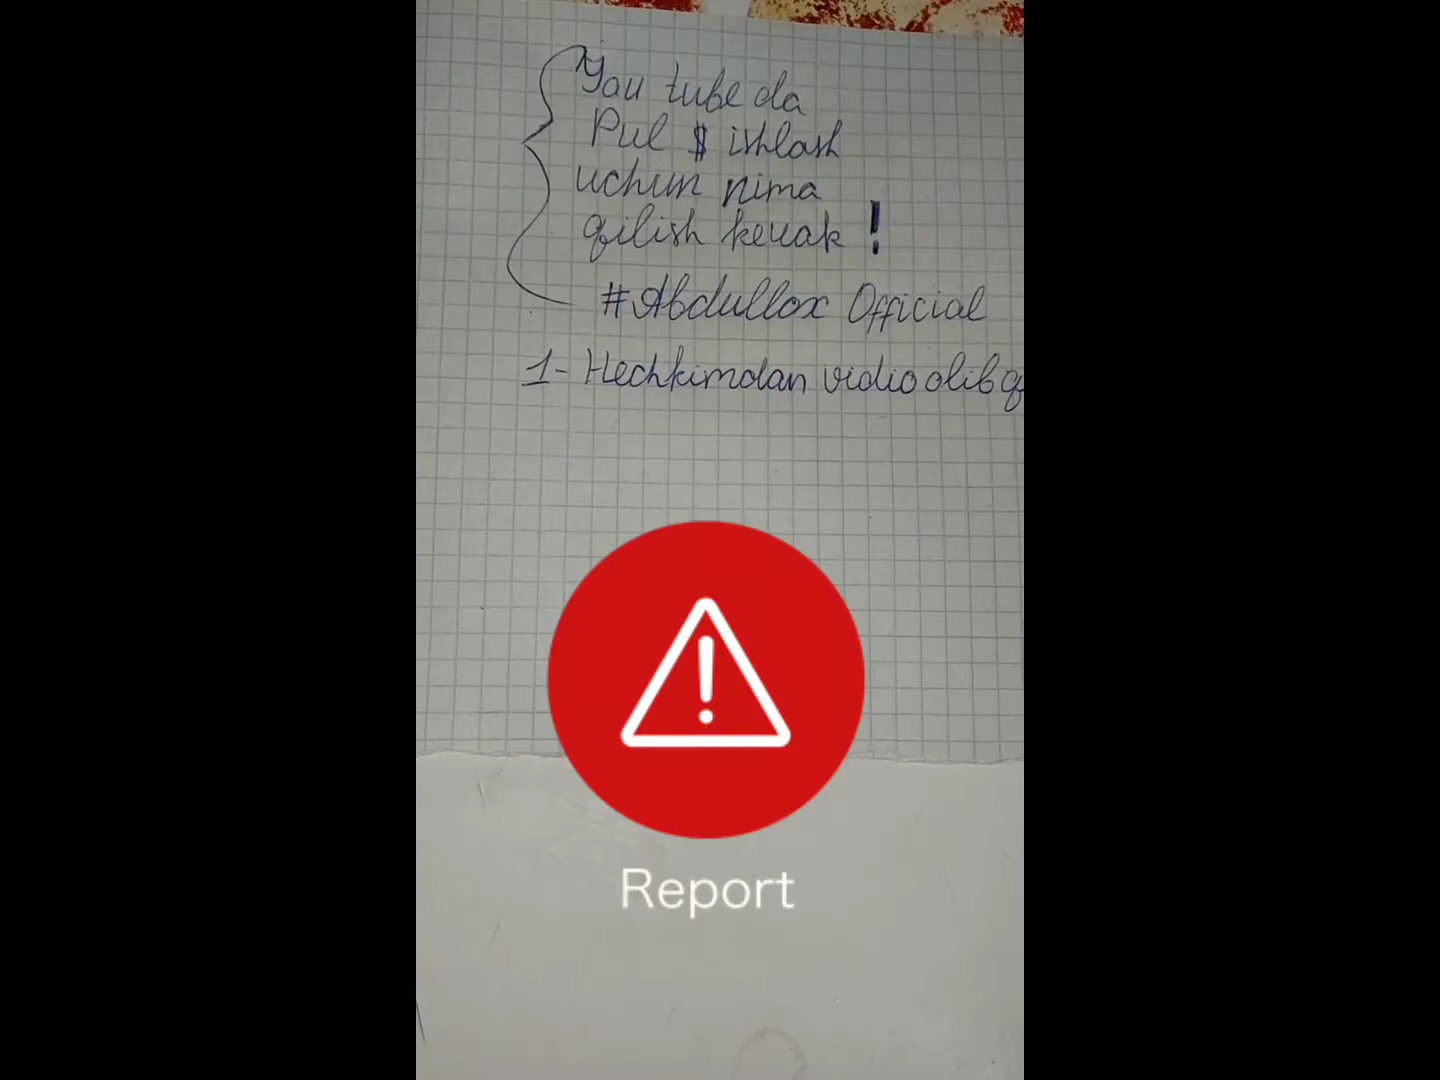 You tube da
Pul $ ishlash
uchun nima
qilish kerak !
#Abdullox Official
1- Hechkimdan vidio olib q
Report